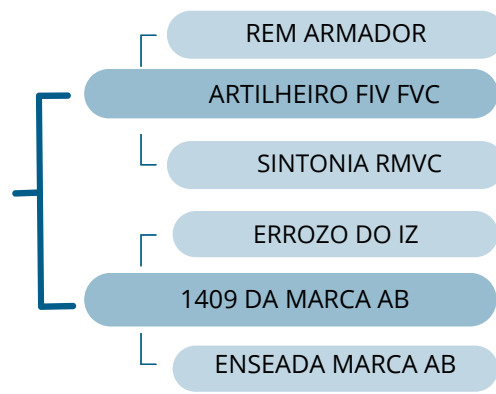 REM ARMADOR
ARTILHEIRO FIV FVC
SINTONIA RMVC
ERROZO DO IZ
1409 DA MARCA AB
ENSEADA MARCA AB